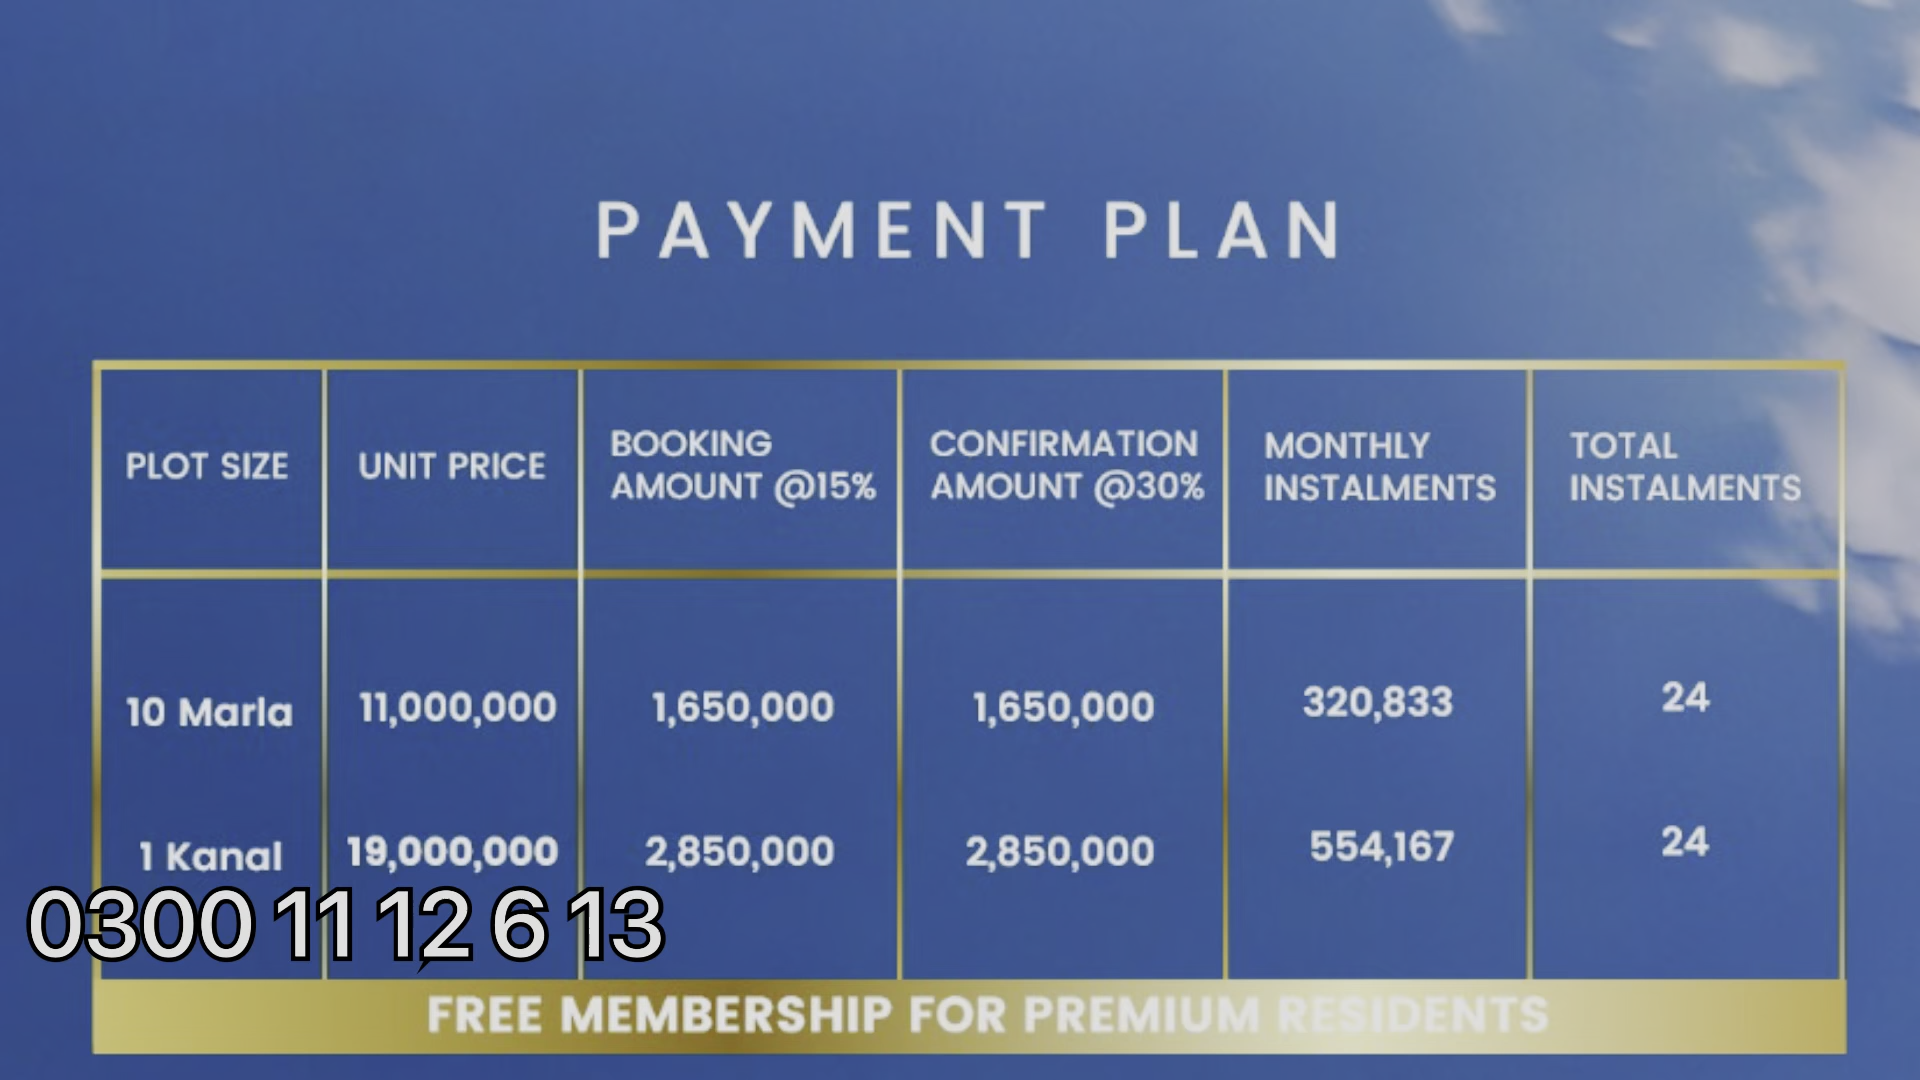 PAYMENT PLAN
PLOT SIZE
UNIT PRICE
BOOKING
AMOUNT @15%
CONFIRMATION
AMOUNT @30%
MONTHLY
INSTALMENTS
TOTAL
INSTALMENTS
10 Marla
11,000,000
1,650,000
1,650,000
320,833
24
1 Kanal
19,000,000
2,850,000
2,850,000
554,167
24
0300 11 12 6 13
FREE MEMBERSHIP FOR PREMIUM RESIDENTS